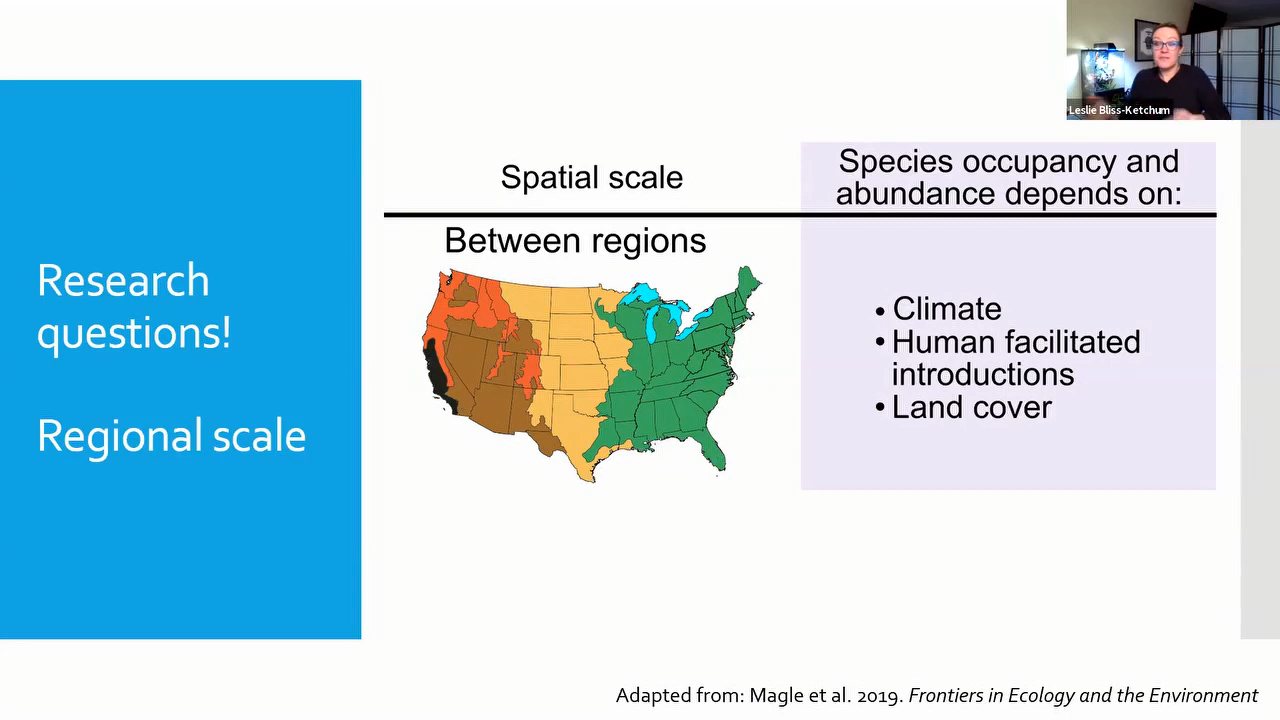 Leslie Bliss-Ketchum
Research
questions!
Regional scale
Spatial scale
Species occupancy and
abundance depends on:
Between regions
• Climate
• Human facilitated
introductions
• Land cover
Adapted from: Magle et al. 2019. Frontiers in Ecology and the Environment